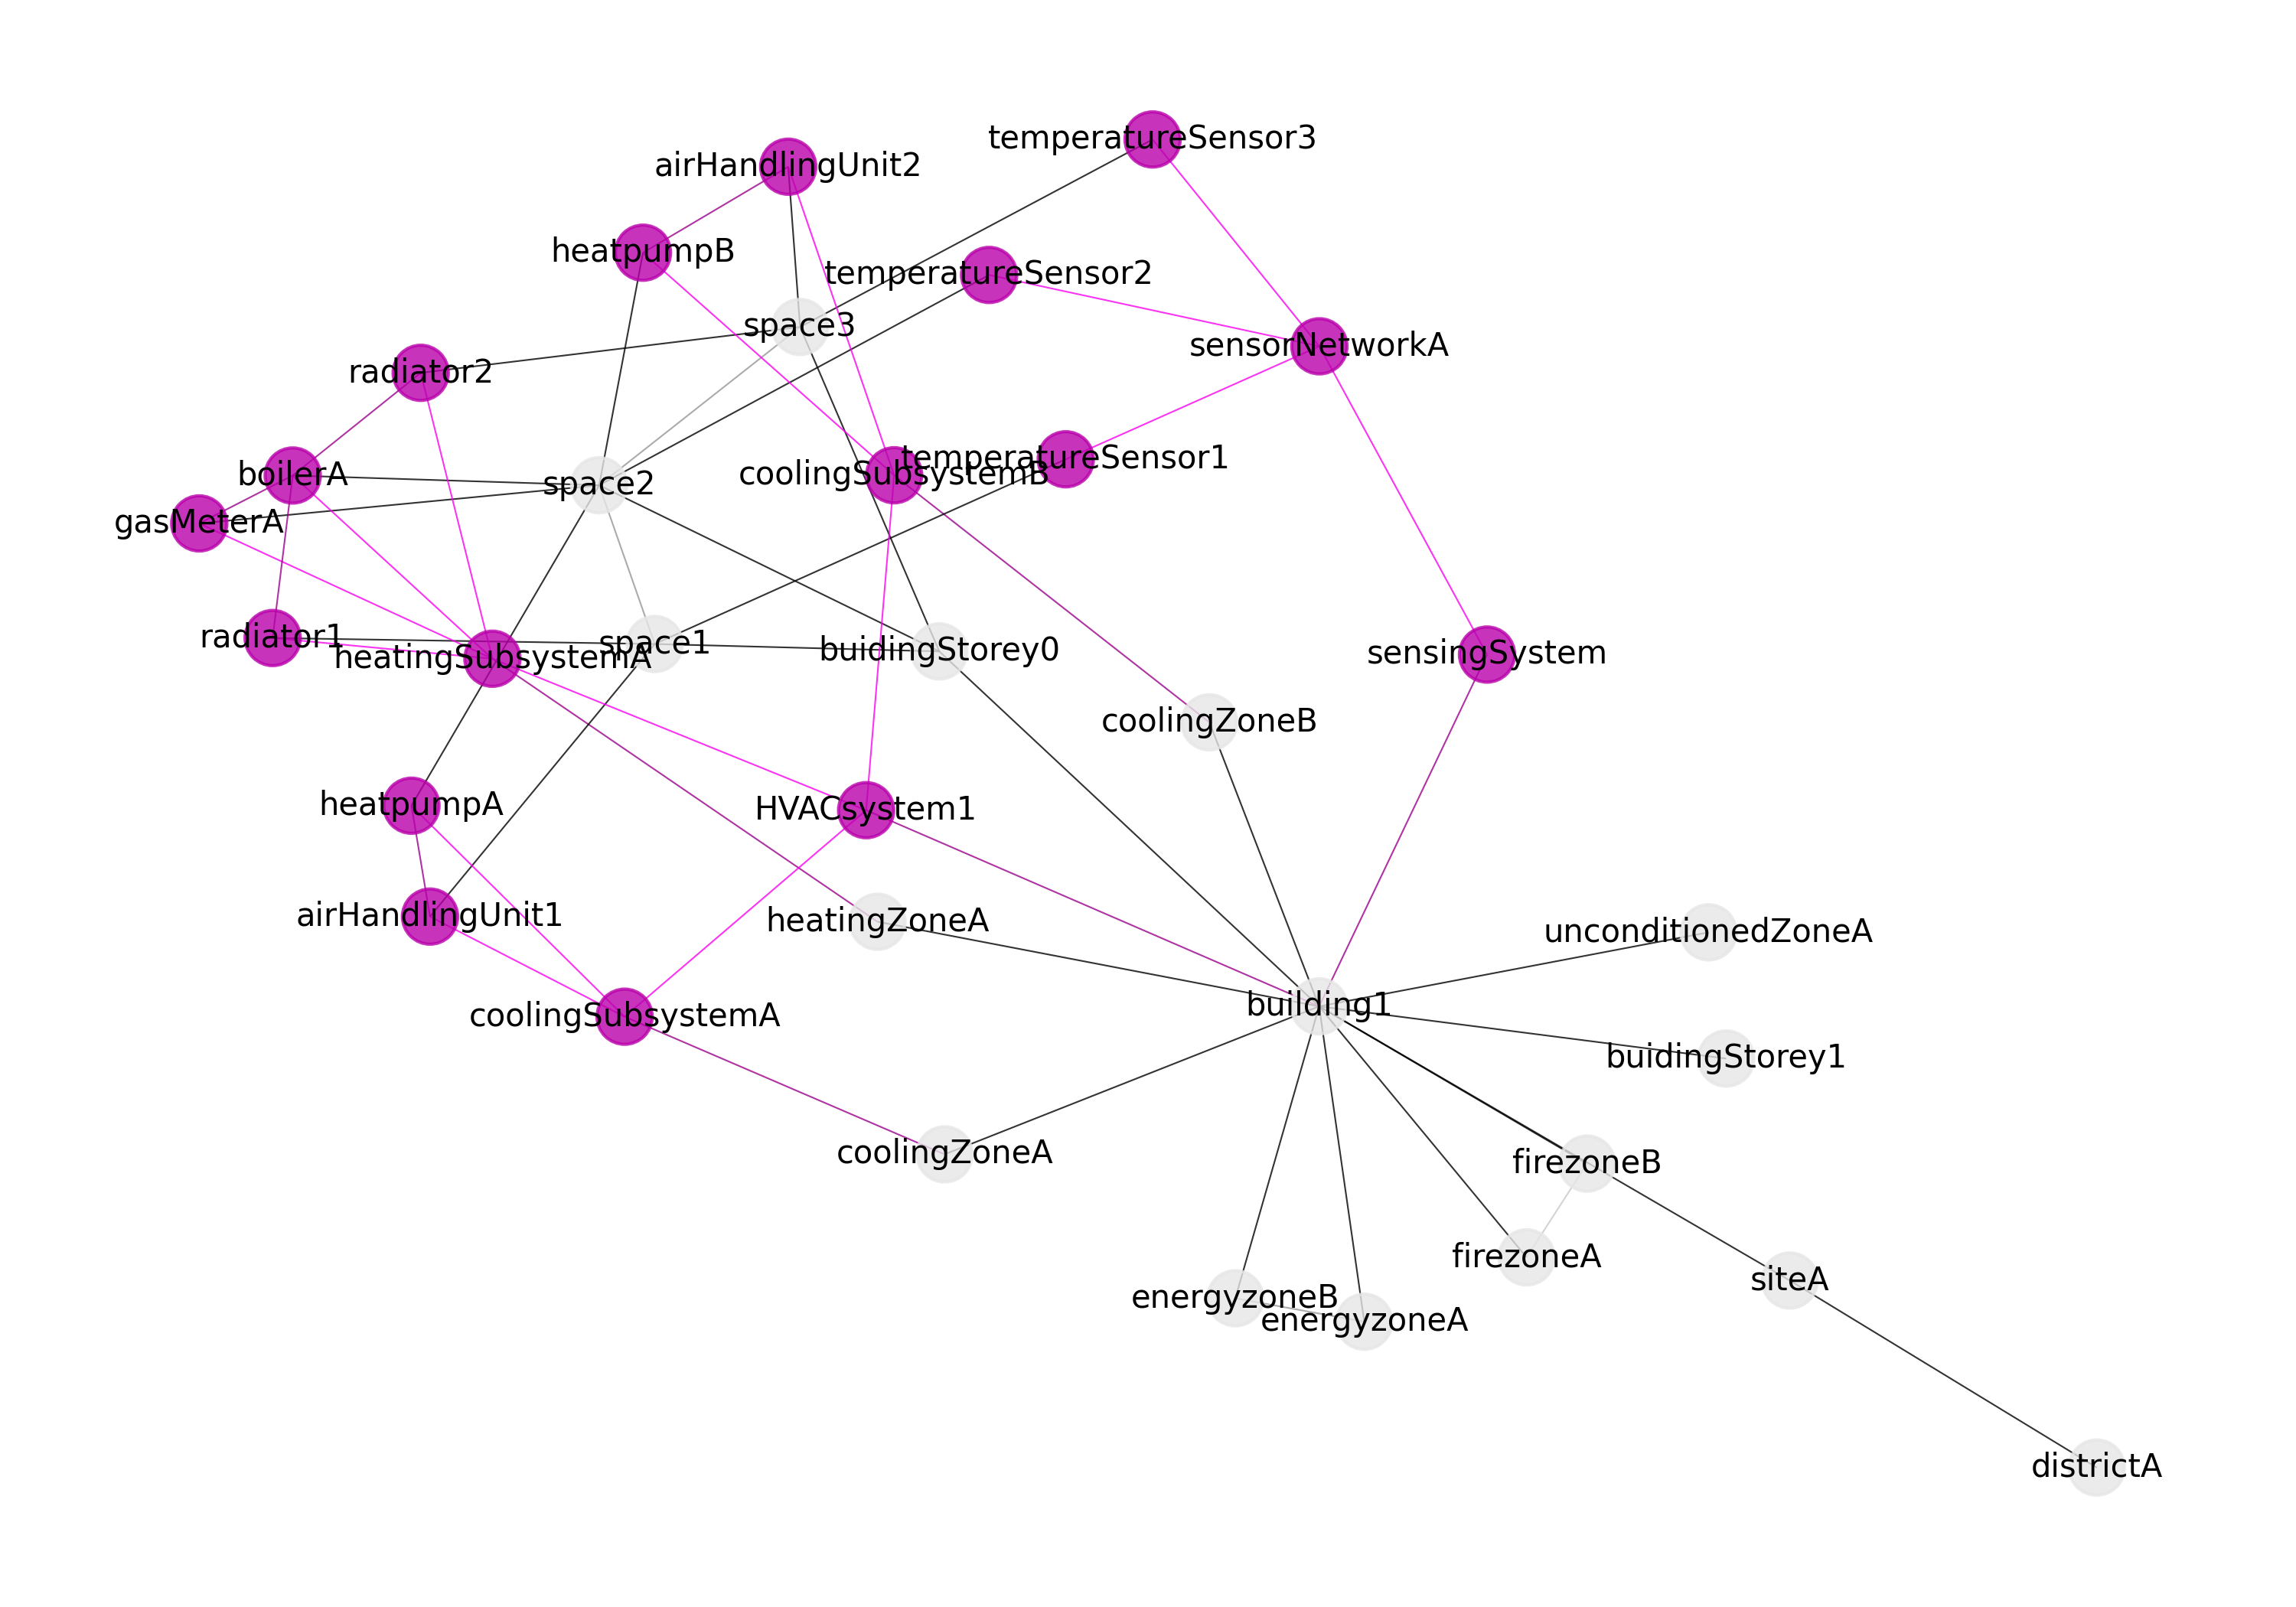 temperatureSensor3
airHandlingUnit2
heatpumpB
temperatureSensor2
space3
sensorNetworkA
radiator2
temperatureSensor1
boilerA
coolingSubsystemB
space2
gasMeterA
radiator1
space1
buidingStorey0
sensingSystem
heatingSubsystemA
coolingZoneB
heatpumpA
HVACsystem1
airHandlingUnit1
heatingZoneA
unconditionedZoneA
building1
coolingSubsystemA
buidingStorey1
coolingZoneA
firezoneB
firezoneA
siteA
energyzoneB
energyzoneA
districtA